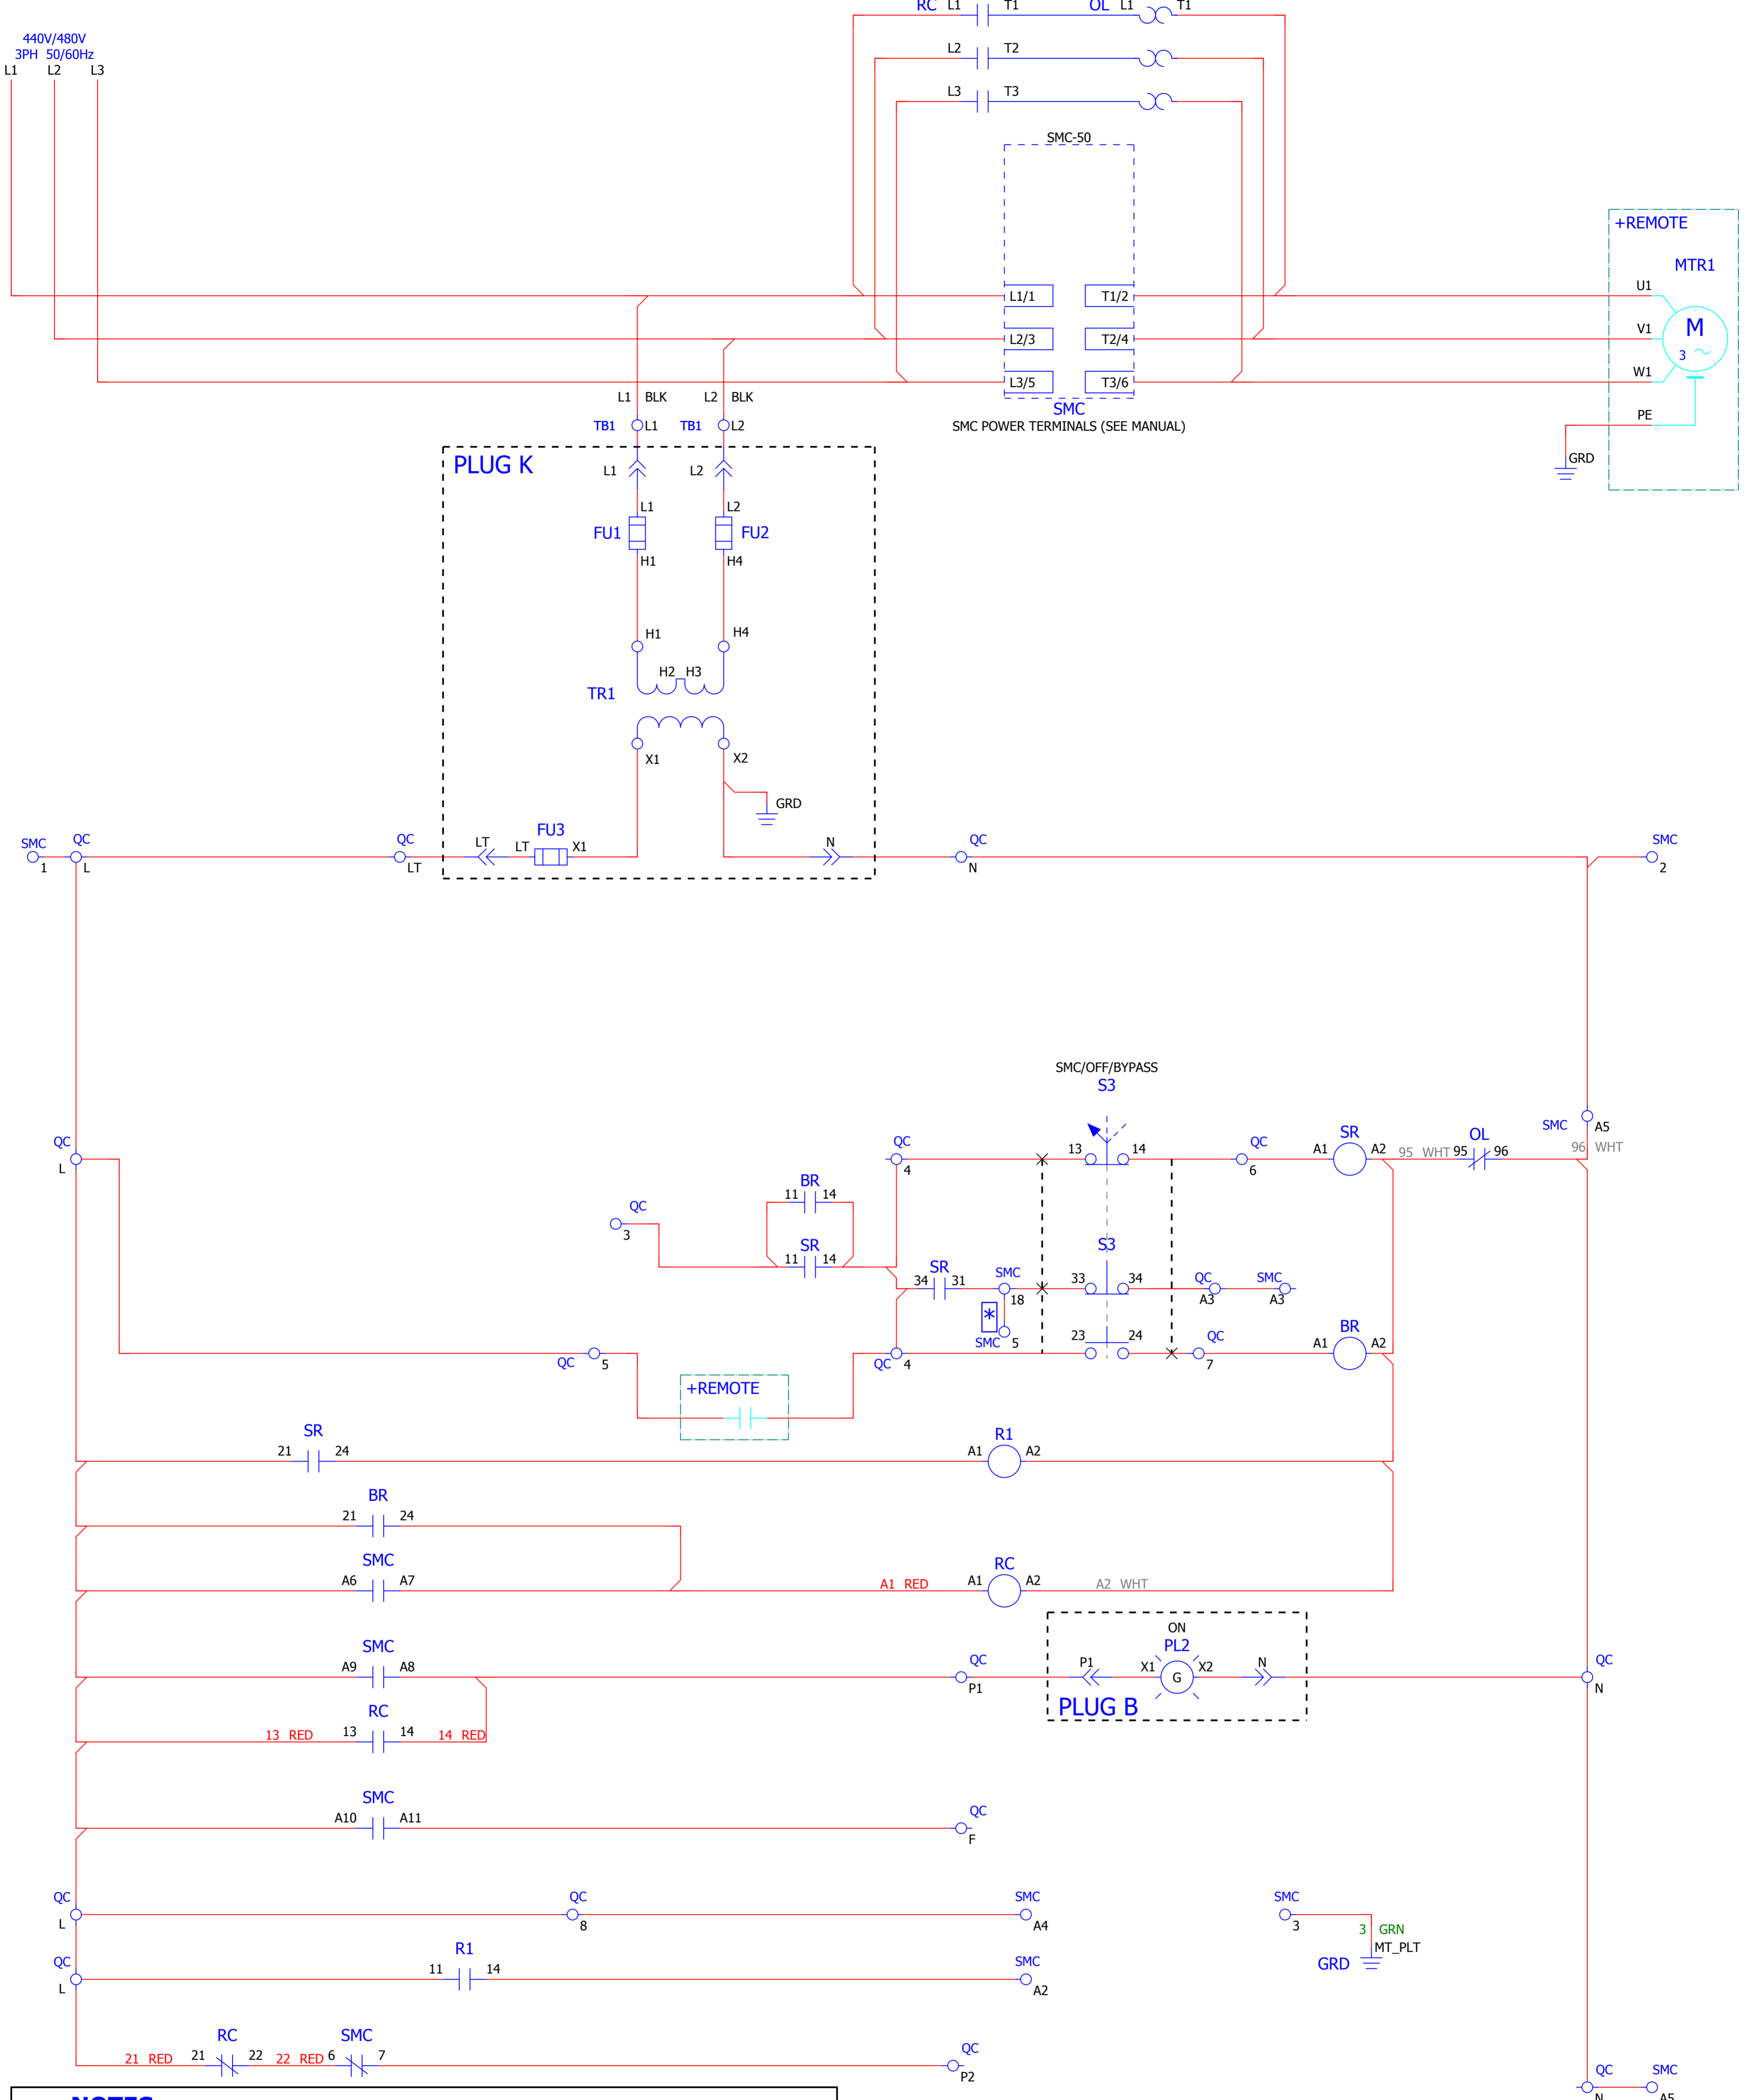 RC L1 T1 OL L1 T1
440V/480V
3PH 50/60Hz
L1 L2 L3
L2 T2
L3 T3
SMC-50
+REMOTE
MTR1
U1
L1/1 T1/2
V1
M
3
L2/3 T2/4
W1
L3/5 T3/6
L1 BLK L2 BLK
SMC
PE
TB1 L1 TB1 L2
SMC POWER TERMINALS (SEE MANUAL)
PLUG K
L1 L2
GRD
L1 L2
FU1 FU2
H1 H4
H1 H4
H2 H3
TR1
X1 X2
GRD
SMC QC QC LT FU3 LT X1 N QC SMC
1 L LT N 2
SMC/OFF/BYPASS
S3
SMC A5
QC QC 13 14 QC SR OL 96 WHT
L 4 6 A1 A2 95 WHT 95 96
BR
11 14
QC
3
SR S3
11 14
SR SMC QC SMC
34 31 18 33 34 A3 A3
*
SMC 5 23 24 QC BR
A1 A2
QC 5 QC 4 7
+REMOTE
SR R1
21 24 A1 A2
BR
21 24
SMC RC
A6 A7 A1 RED A1 A2 A2 WHT
ON
SMC PL2
A9 A8 QC P1 X1 G X2 N QC
P1 N
RC PLUG B
13 RED 13 14 14 RED
SMC
A10 A11 QC
F
QC QC SMC SMC
L 8 A4 3
3 GRN
MT_PLT
GRD
QC R1 SMC
L 11 14 A2
RC SMC
21 RED 21 22 22 RED 6 7 QC
P2
QC SMC
N A5
NOTES